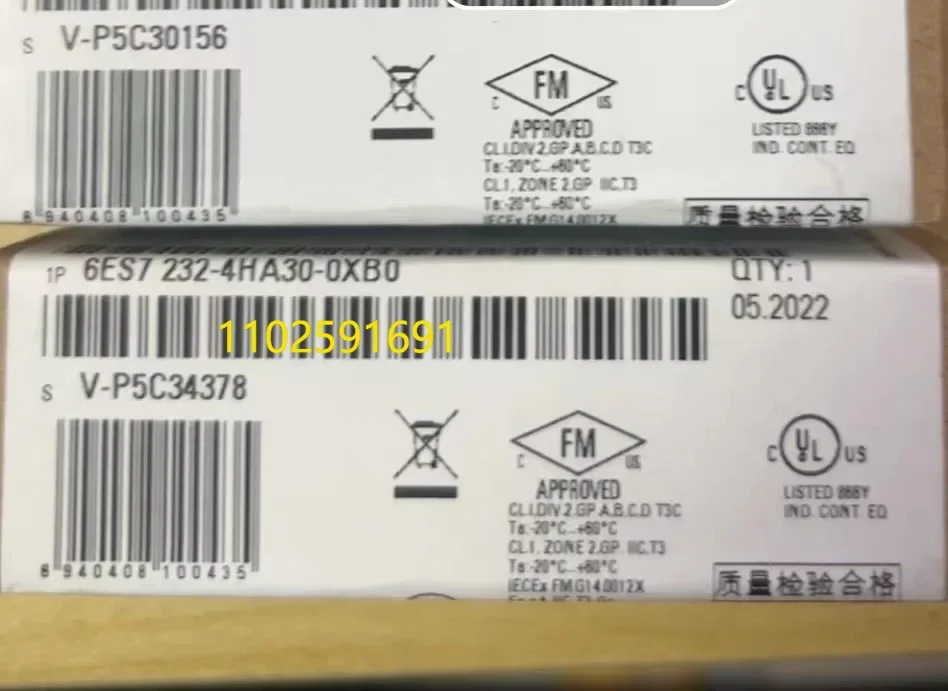 S V-P5C30156
FM
C US
APPROVED
CL.I,DIV.2,GP.A,B,C,D T3C
Ta:-20°C...+60°C
CL.I, ZONE 2,GP. IIC,T3
Ta:-20°C...+60°C
IECEx FMG14.0012X
C UL US
LISTED
IND. CONT. EQ
8 940408 100435
质量检验合格
1P 6ES7 232-4HA30-0XB0
QTY: 1
05.2022
1102591691
S V-P5C34378
FM
C US
APPROVED
CL.I,DIV.2,GP.A,B,C,D T3C
Ta:-20°C...+60°C
CL.I, ZONE 2,GP. IIC,T3
Ta:-20°C...+60°C
IECEx FMG14.0012X
C UL US
LISTED
IND. CONT. EQ
8 940408 100435
质量检验合格